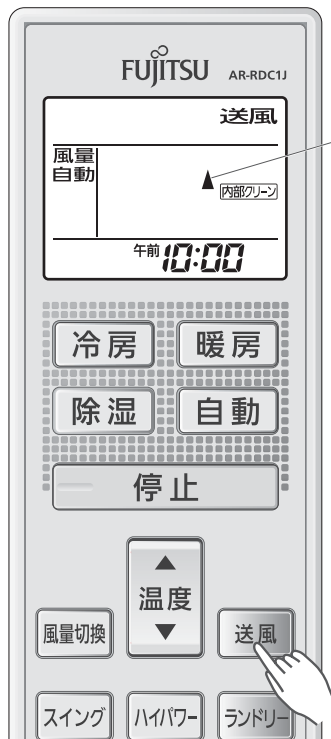 FUJITSU AR-RDC1J
送風
風量
自動
内部クリーン
午前10:00
冷房 暖房
除湿 自動
停止
▲
温度
▼
風量切換 送風
スイング ハイパワー ランドリー